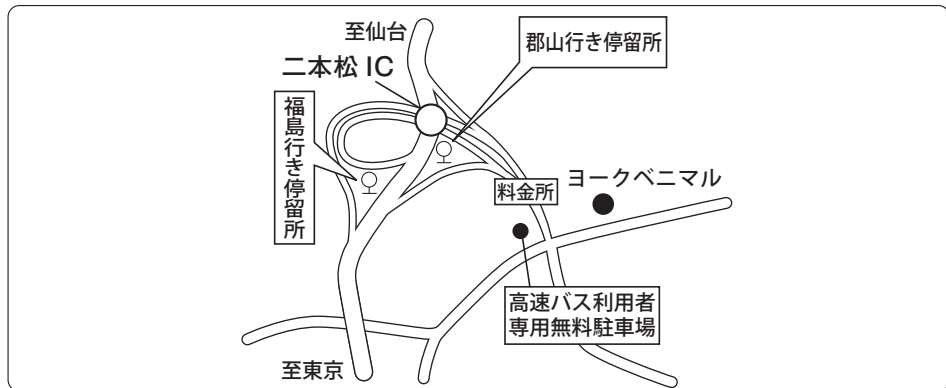 至仙台
郡山行き停留所
二本松 IC
福島行き停留所
料金所
ヨークベニマル
高速バス利用者
専用無料駐車場
至東京